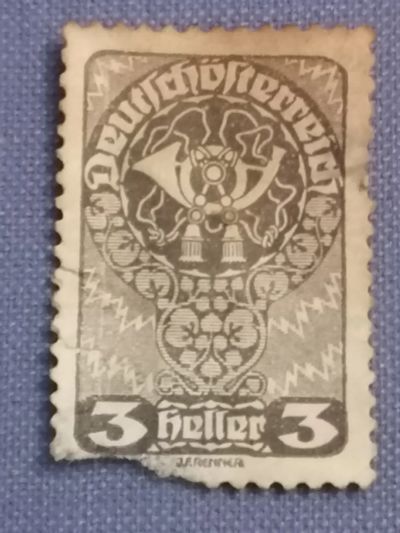 Deutschösterreich
3 Heller 3
J.F.RENNER.